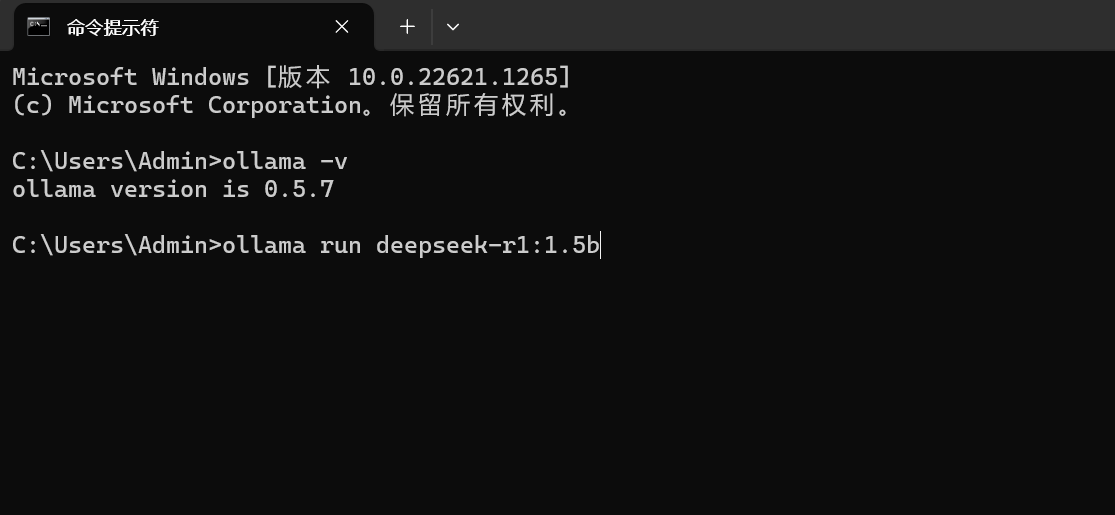 命令提示符
Microsoft Windows [版本 10.0.22621.1265]
(c) Microsoft Corporation。保留所有权利。
C:\Users\Admin>ollama -v
ollama version is 0.5.7
C:\Users\Admin>ollama run deepseek-r1:1.5b